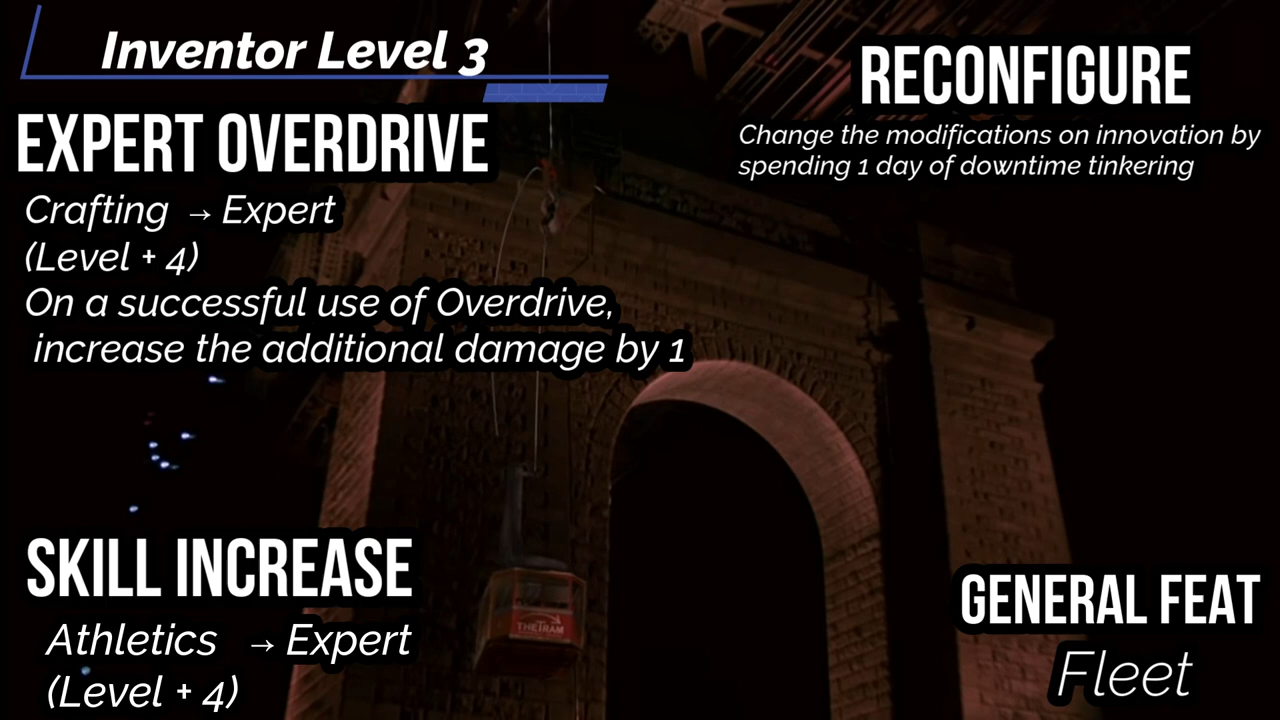 Inventor Level 3
EXPERT OVERDRIVE
Crafting → Expert
(Level + 4)
On a successful use of Overdrive,
increase the additional damage by 1
RECONFIGURE
Change the modifications on innovation by
spending 1 day of downtime tinkering
SKILL INCREASE
Athletics → Expert
(Level + 4)
GENERAL FEAT
Fleet
THE TRAM